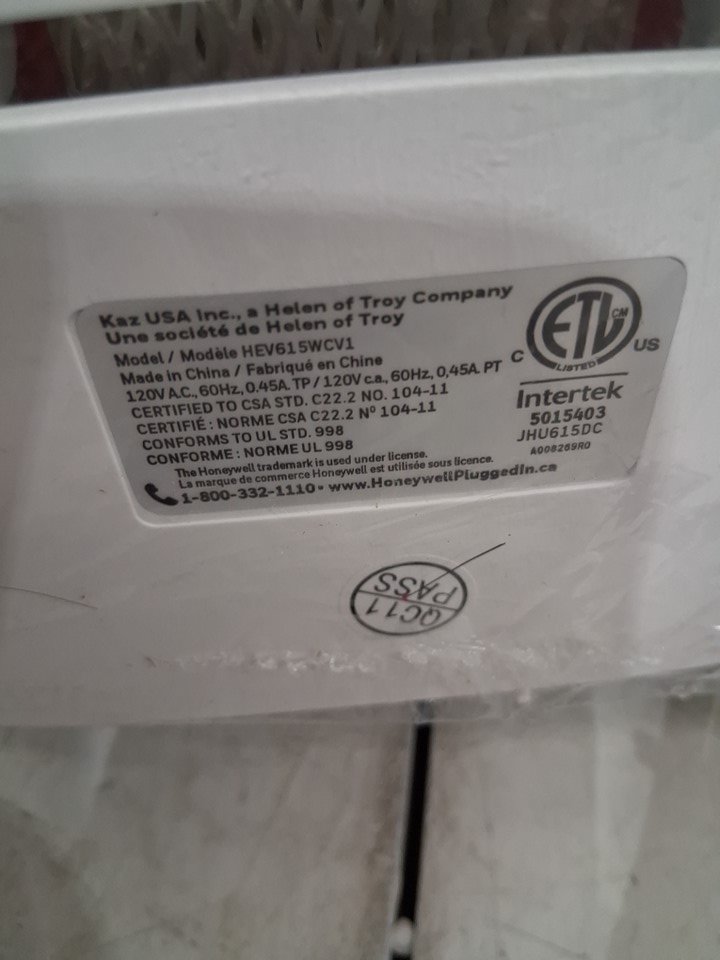 Kaz USA Inc., a Helen of Troy Company
Une société de Helen of Troy
Model / Modèle HEV615WCV1
Made in China / Fabriqué en Chine
120V A.C., 60Hz, 0.45A. TP / 120V c.a., 60Hz, 0,45A. PT
CERTIFIED TO CSA STD. C22.2 NO. 104-11
CERTIFIÉ : NORME CSA C22.2 Nº 104-11
CONFORMS TO UL STD. 998
CONFORME : NORME UL 998
The Honeywell trademark is used under license.
La marque de commerce Honeywell est utilisée sous licence.
1-800-332-1110 • www.HoneywellPluggedIn.ca
C ETL CM US
LISTED
Intertek
5015403
JHU615DC
A008269R0
QC11
PASS